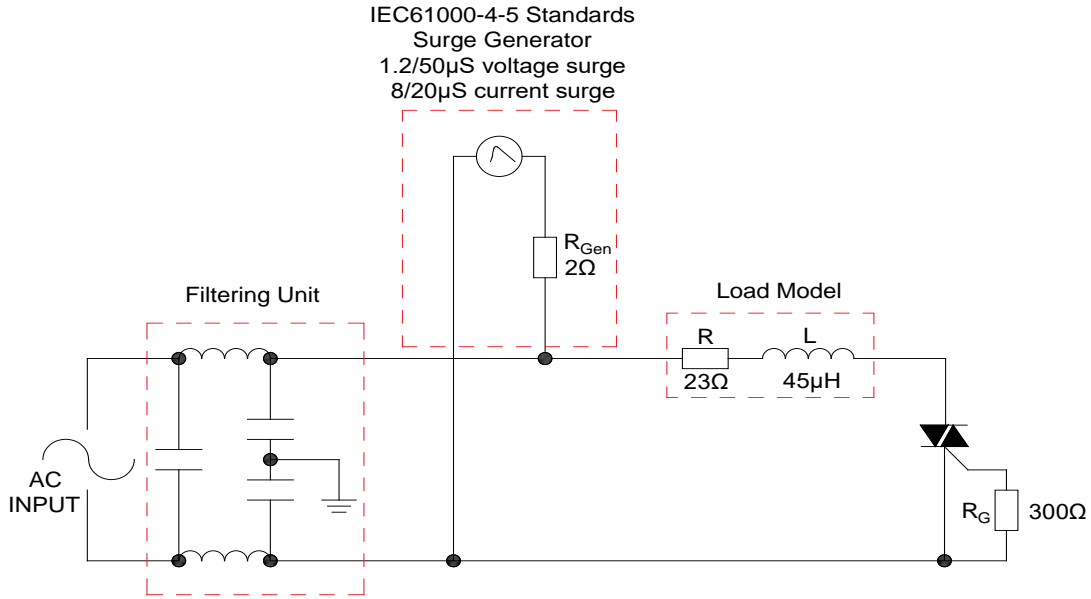 IEC61000-4-5 Standards
Surge Generator
1.2/50µS voltage surge
8/20µS current surge
RGen
2Ω
Filtering Unit
Load Model
R
L
23Ω
45µH
AC
INPUT
RG
300Ω